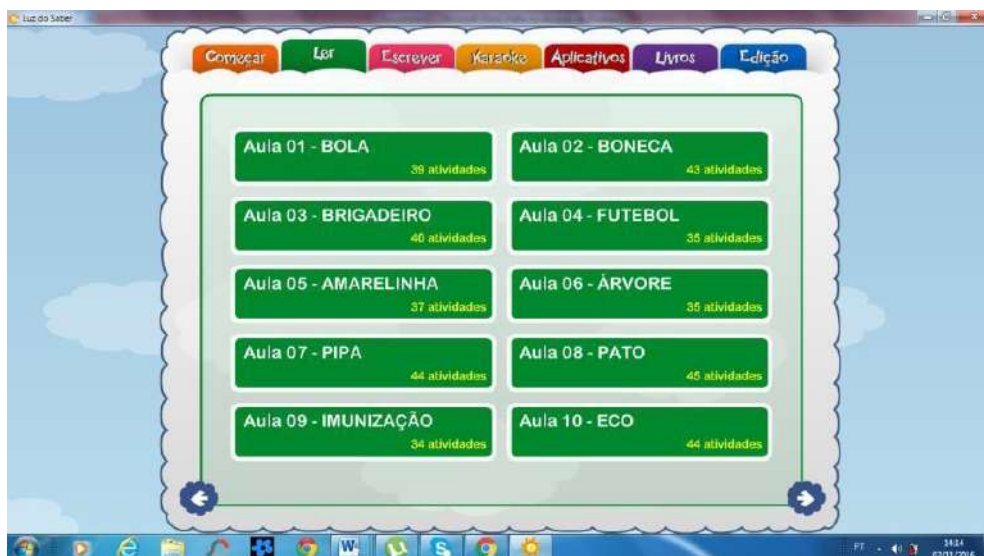 Luz do Saber
Começar Ler Escrever Karaoke Aplicativos Livros Edição
Aula 01 - BOLA
39 atividades
Aula 02 - BONECA
43 atividades
Aula 03 - BRIGADEIRO
40 atividades
Aula 04 - FUTEBOL
35 atividades
Aula 05 - AMARELINHA
37 atividades
Aula 06 - ÁRVORE
35 atividades
Aula 07 - PIPA
44 atividades
Aula 08 - PATO
45 atividades
Aula 09 - IMUNIZAÇÃO
34 atividades
Aula 10 - ECO
44 atividades
PT
14:14